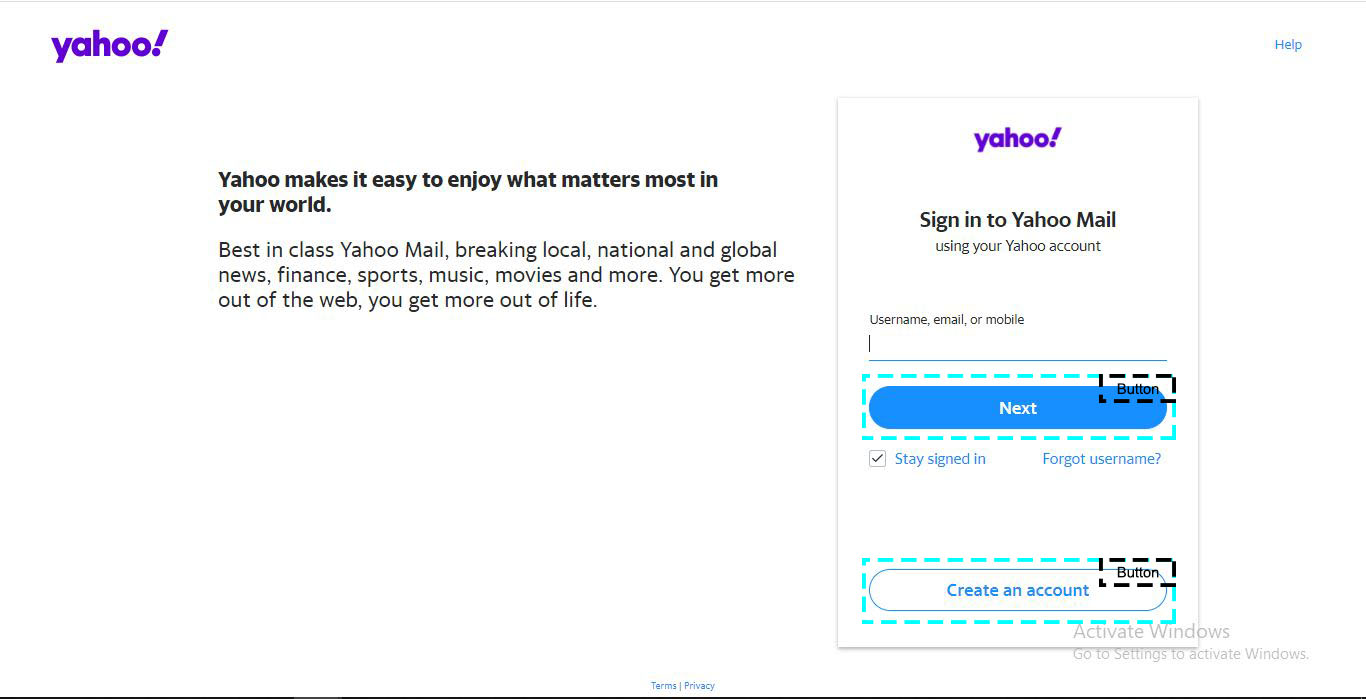 yahoo!
Help
Yahoo makes it easy to enjoy what matters most in
your world.
Best in class Yahoo Mail, breaking local, national and global
news, finance, sports, music, movies and more. You get more
out of the web, you get more out of life.
yahoo!
Sign in to Yahoo Mail
using your Yahoo account
Username, email, or mobile
Button
Next
Stay signed in
Forgot username?
Button
Create an account
Activate Windows
Go to Settings to activate Windows.
Terms | Privacy